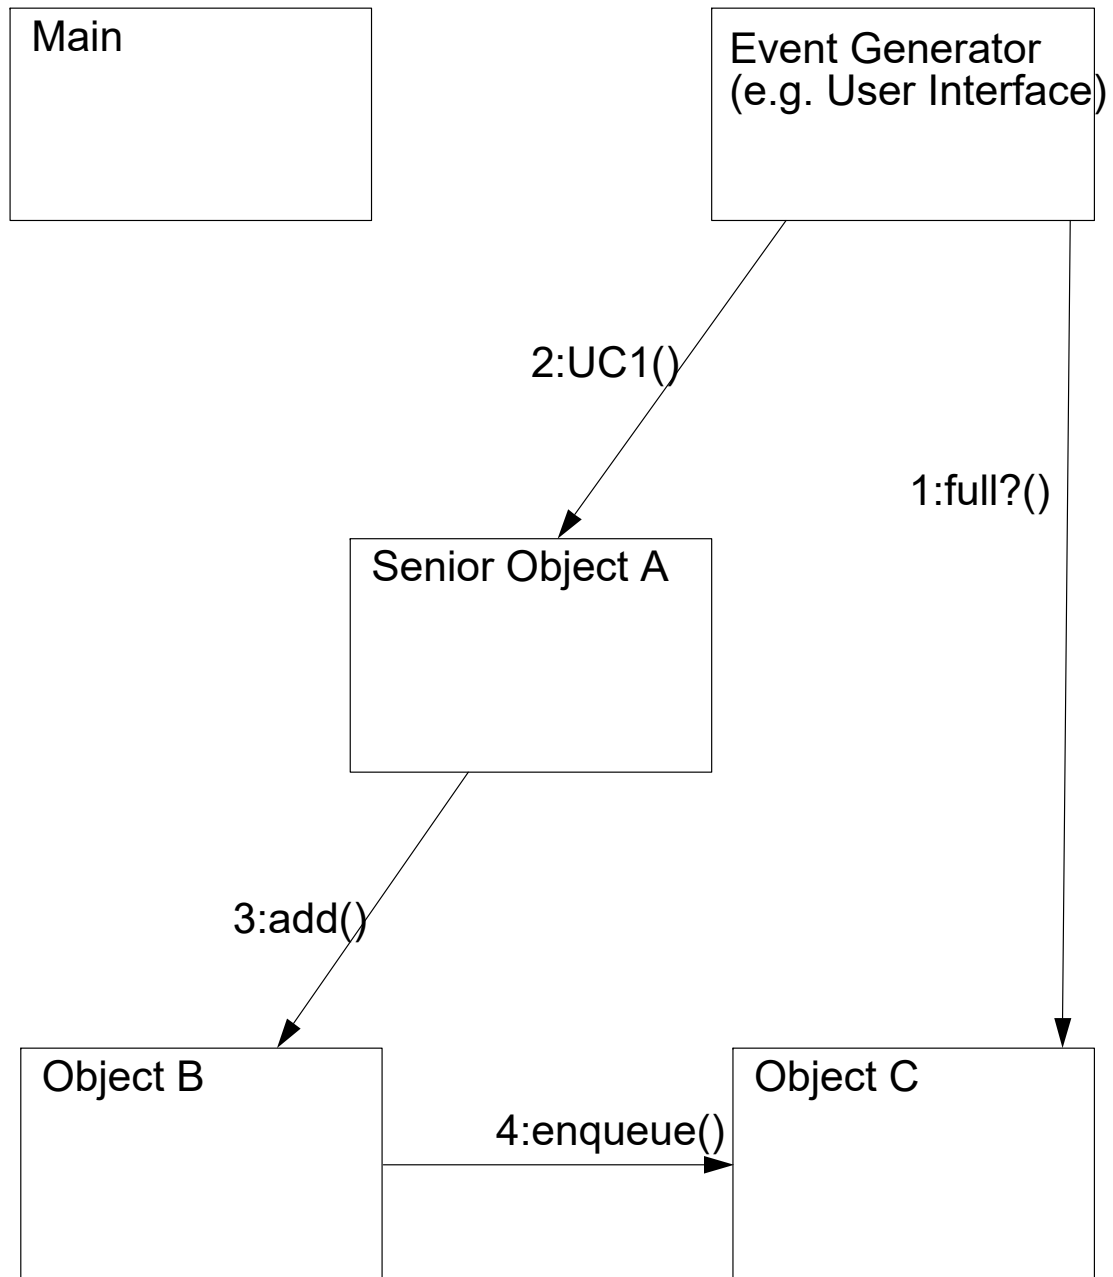 Main
Event Generator
(e.g. User Interface)
2:UC1()
1:full?()
Senior Object A
3:add()
Object B
Object C
4:enqueue()